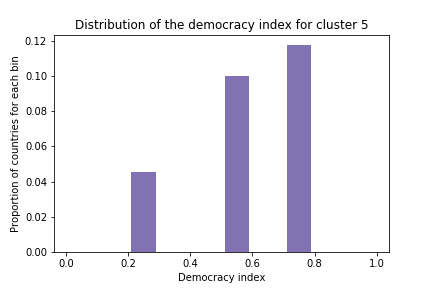 Distribution of the democracy index for cluster 5
Proportion of countries for each bin
0.12
0.10
0.08
0.06
0.04
0.02
0.00
0.0 0.2 0.4 0.6 0.8 1.0
Democracy index